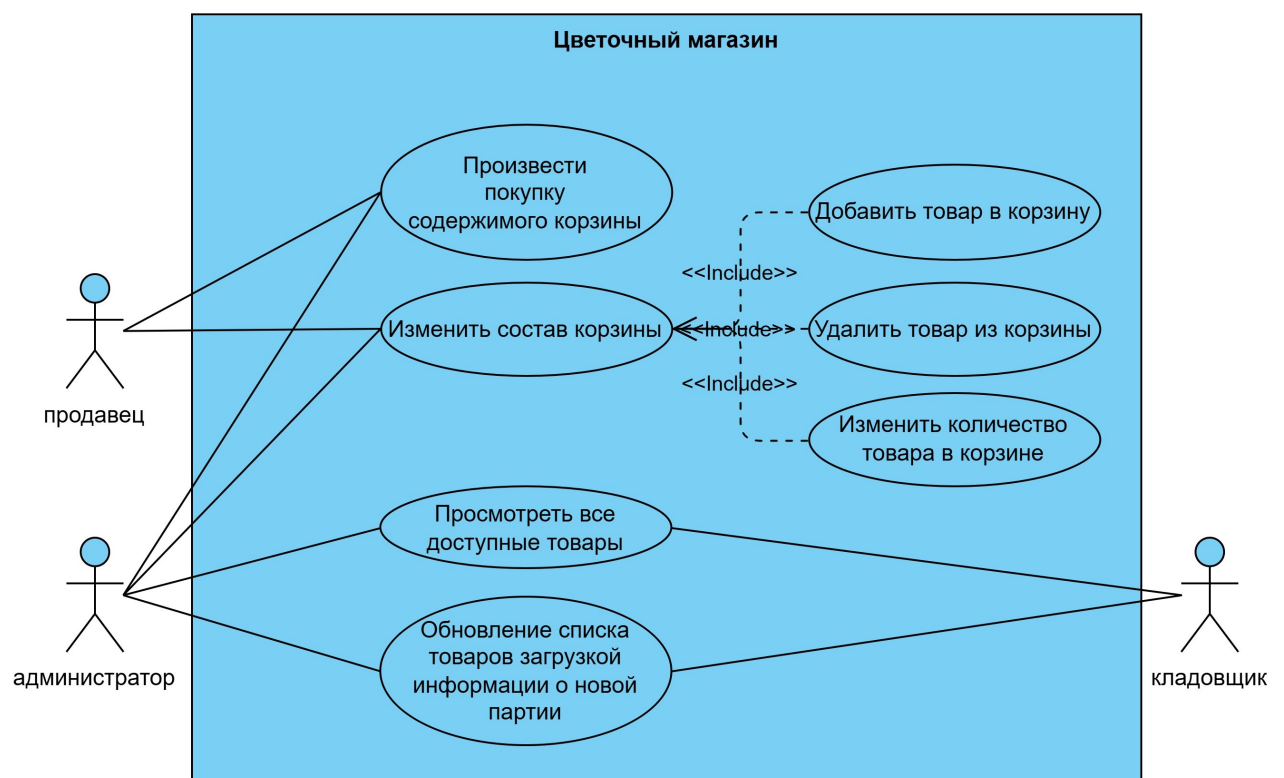 Цветочный магазин
Произвести
покупку
содержимого корзины
Добавить товар в корзину
<<Include>>
Изменить состав корзины
<<Include>>
Удалить товар из корзины
<<Include>>
Изменить количество
товара в корзине
продавец
Просмотреть все
доступные товары
Обновление списка
товаров загрузкой
информации о новой
партии
администратор
кладовщик